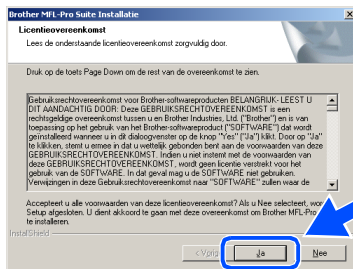 Brother MFL-Pro Suite Installatie
Licentieovereenkomst
Lees de onderstaande licentieovereenkomst zorgvuldig door.
Druk op de toets Page Down om de rest van de overeenkomst te zien.
Gebruiksrechtovereenkomst voor Brother-softwareproducten BELANGRIJK- LEEST U
DIT AANDACHTIG DOOR: Deze GEBRUIKSRECHTOVEREENKOMST is een
rechtsgeldige overeenkomst tussen u en Brother Industries, Ltd. ("Brother") en is van
toepassing op het gebruik van het Brother-softwareproduct ("SOFTWARE") dat wordt
geïnstalleerd wanneer u in dit dialoogvenster op de knop "Yes" ("Ja") klikt. Door op "Ja"
te klikken, stemt u ermee in dat u wettelijk gebonden bent aan de voorwaarden van deze
GEBRUIKSRECHTOVEREENKOMST. Indien u niet instemt met de voorwaarden van
deze GEBRUIKSRECHTOVEREENKOMST, wordt geen licentie verstrekt voor het
gebruik van de SOFTWARE. In dat geval mag u de SOFTWARE niet gebruiken.
Verwijzingen in deze Gebruiksrechtovereenkomst naar "SOFTWARE" zullen waar de
Accepteert u alle voorwaarden van deze licentieovereenkomst? Als u Nee selecteert, wor
Setup afgesloten. U dient akkoord te gaan met deze overeenkomst om Brother MFL-Pro
te installeren.
InstallShield
< Vorige Ja Nee